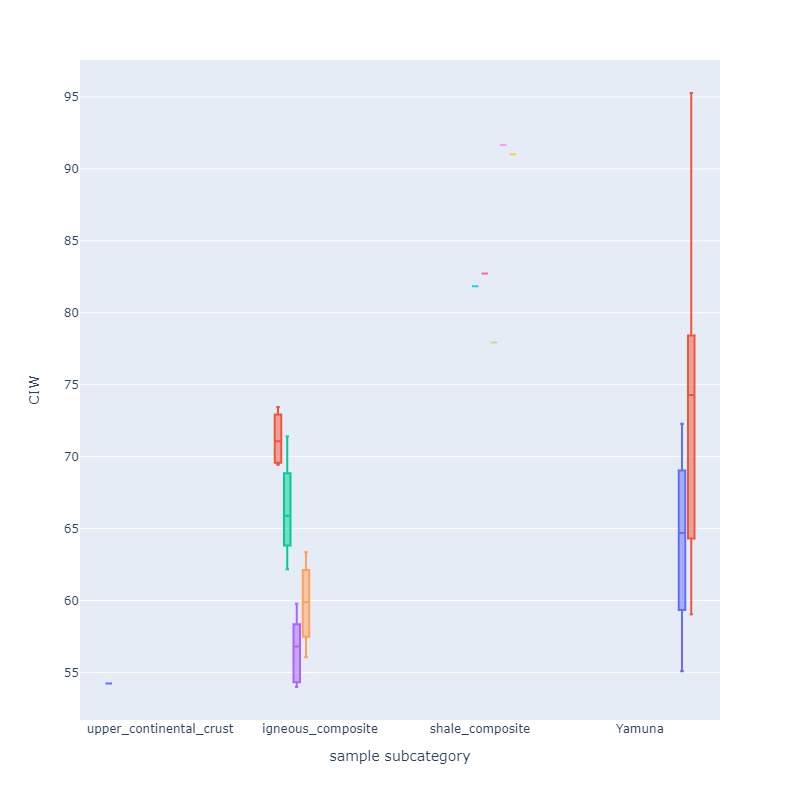 95
90
85
80
75
70
65
60
55
CIW
upper_continental_crust
igneous_composite
shale_composite
Yamuna
sample subcategory